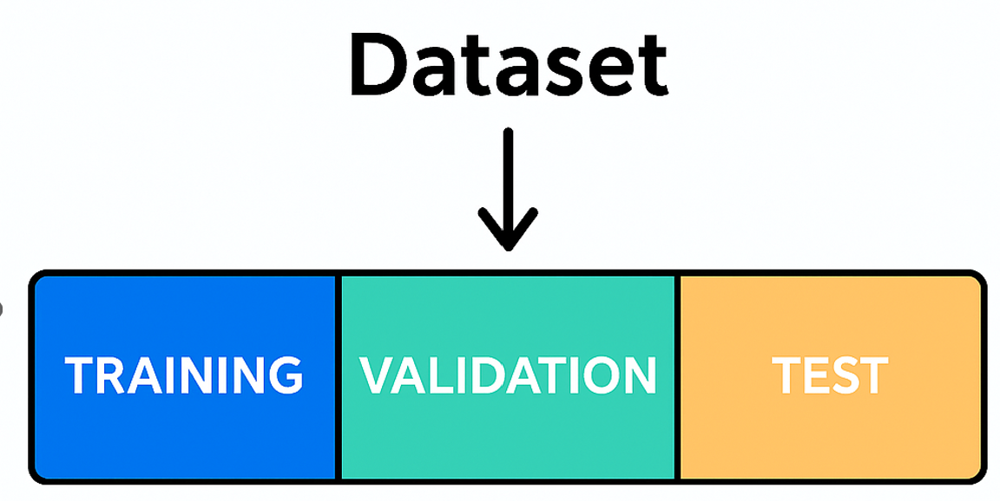 Dataset
TRAINING VALIDATION TEST